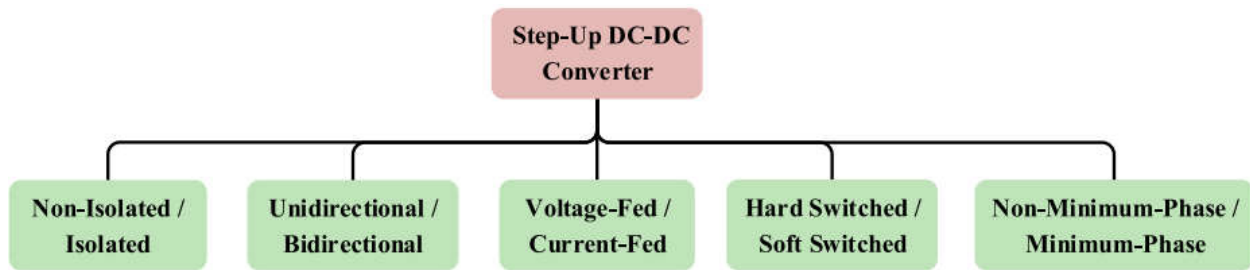 Step-Up DC-DC
Converter
Non-Isolated /
Isolated
Unidirectional /
Bidirectional
Voltage-Fed /
Current-Fed
Hard Switched /
Soft Switched
Non-Minimum-Phase /
Minimum-Phase